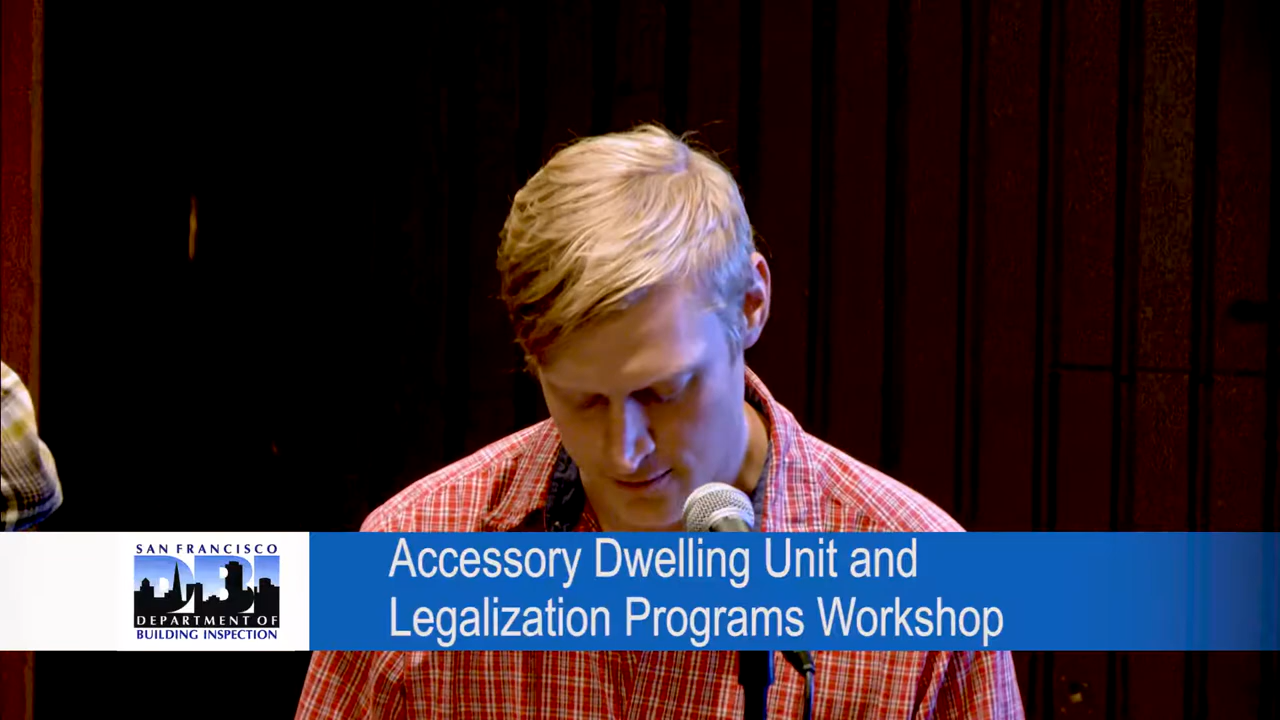 SAN FRANCISCO
DBI
DEPARTMENT OF
BUILDING INSPECTION
Accessory Dwelling Unit and
Legalization Programs Workshop